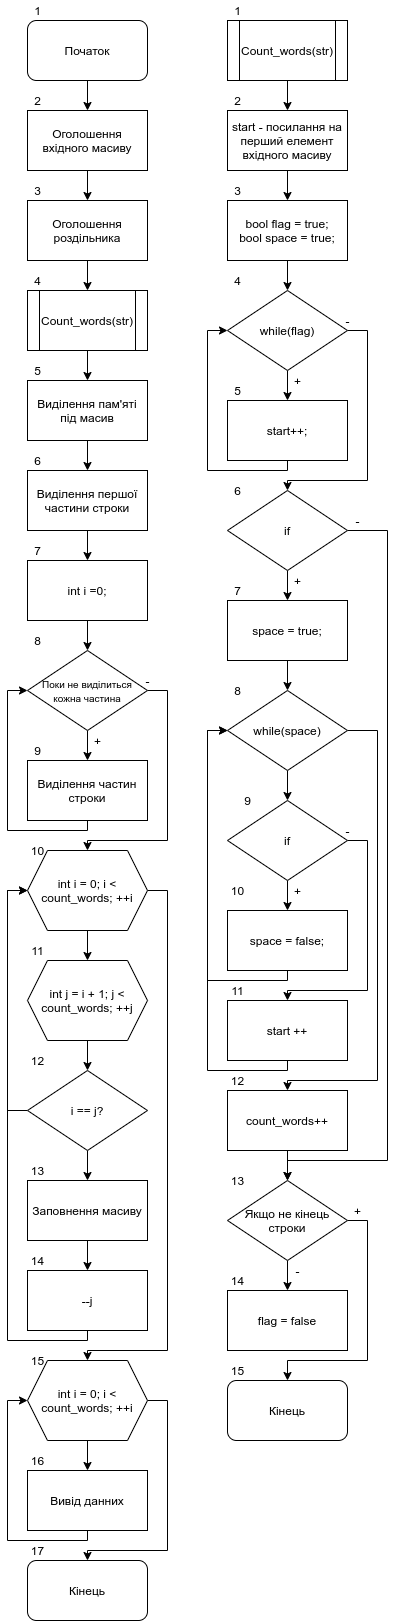 1
Початок
2
Оголошення
вхідного масиву
3
Оголошення
роздільника
4
Count_words(str)
5
Виділення пам'яті
під масив
6
Виділення першої
частини строки
7
int i =0;
8
Поки не виділиться
кожна частина
-
+
9
Виділення частин
строки
10
int i = 0; i <
count_words; ++i
11
int j = i + 1; j <
count_words; ++j
12
i == j?
13
Заповнення масиву
14
--j
15
int i = 0; i <
count_words; ++i
16
Вивід данних
17
Кінець
1
Count_words(str)
2
start - посилання на
перший елемент
вхідного масиву
3
bool flag = true;
bool space = true;
4
while(flag)
-
+
5
start++;
6
if
-
+
7
space = true;
8
while(space)
9
if
-
+
10
space = false;
11
start ++
12
count_words++
13
Якщо не кінець
строки
+
-
14
flag = false
15
Кінець